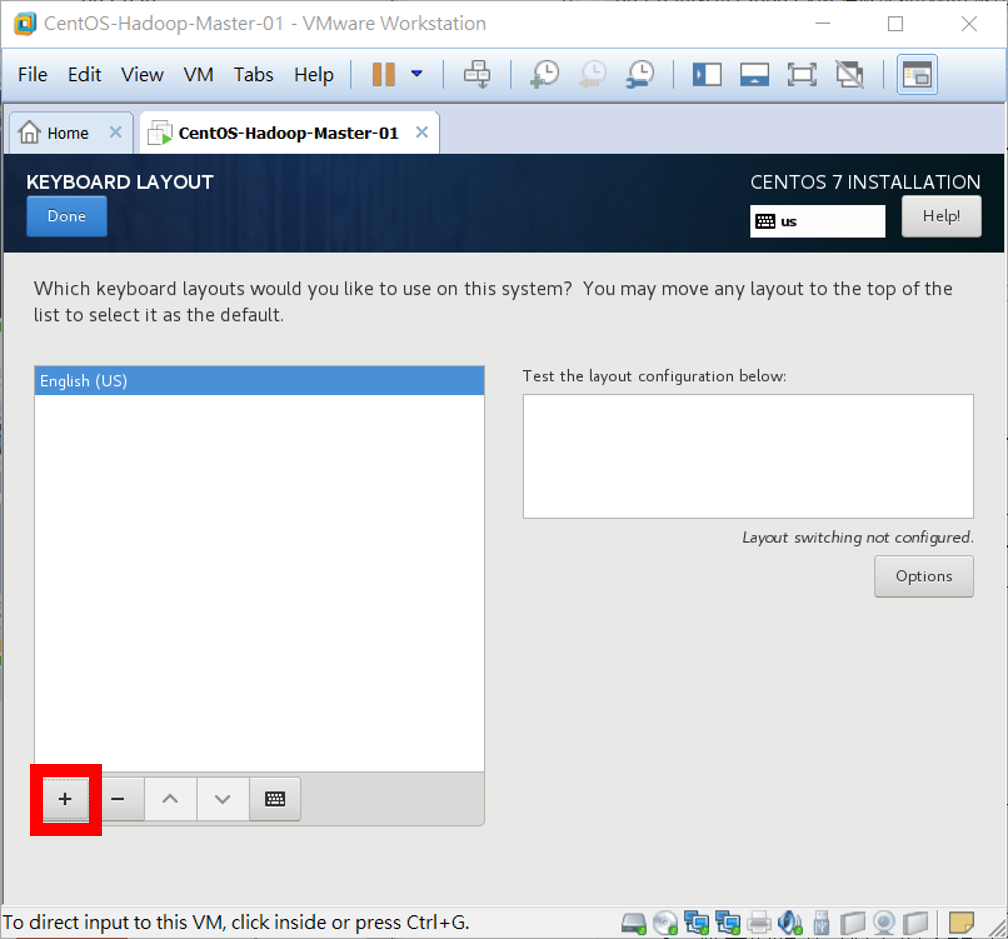 CentOS-Hadoop-Master-01 - VMware Workstation
File Edit View VM Tabs Help
Home CentOS-Hadoop-Master-01
KEYBOARD LAYOUT
CENTOS 7 INSTALLATION
Done
us
Help!
Which keyboard layouts would you like to use on this system? You may move any layout to the top of the
list to select it as the default.
English (US)
Test the layout configuration below:
Layout switching not configured.
Options
To direct input to this VM, click inside or press Ctrl+G.